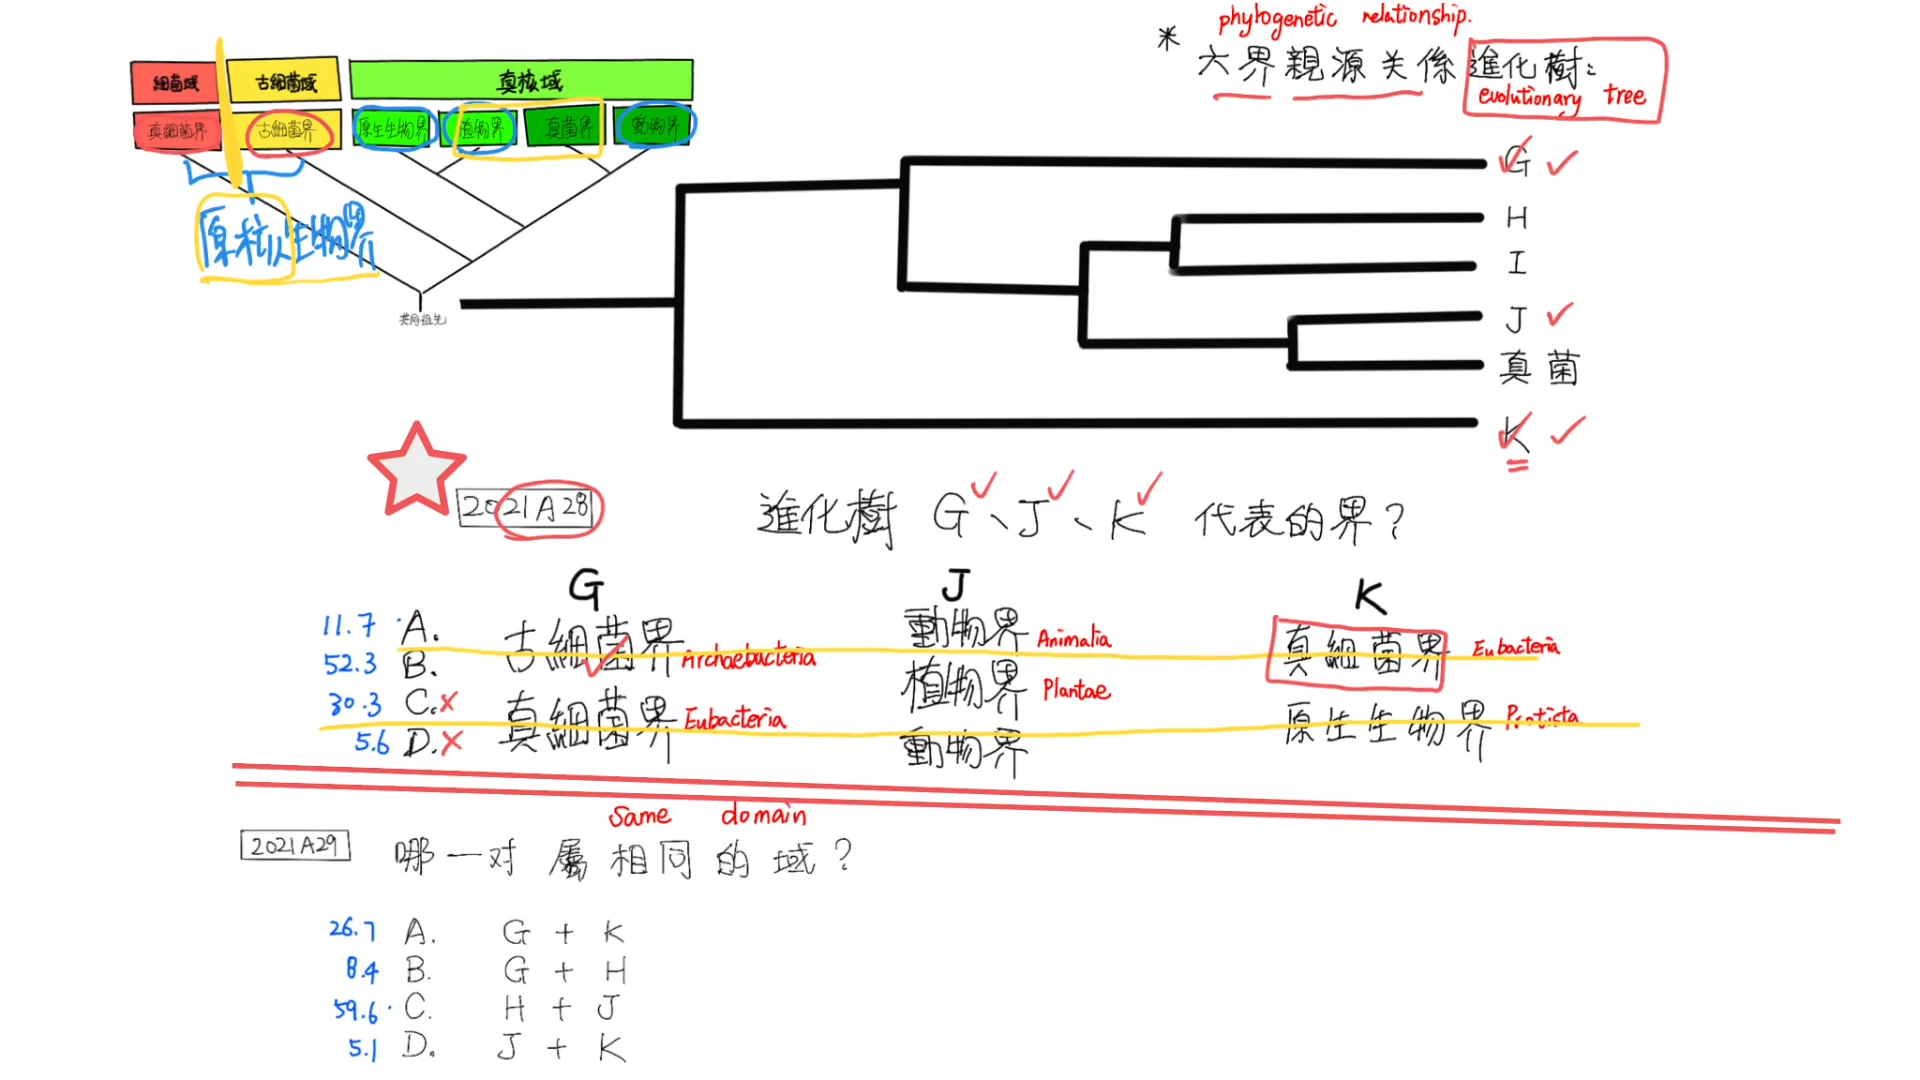 phylogenetic relationship.
* 六界親源关係 進化樹:
evolutionary tree
細菌域 古細菌域 真核域
真細菌界 古細菌界 原生生物界 植物界 真菌界 動物界
原核生物界
共同祖先
G
H
I
J
真菌
K
2021A28 進化樹 G、J、K 代表的界?
G J K
11.7 A. 古細菌界 Archaebacteria 動物界 Animalia 真細菌界 Eubacteria
52.3 B. 植物界 Plantae
30.3 C. 真細菌界 Eubacteria 原生生物界 Protista
5.6 D. 動物界
Same domain
2021A29 哪一对屬相同的域?
26.7 A. G + K
8.4 B. G + H
59.6 C. H + J
5.1 D. J + K